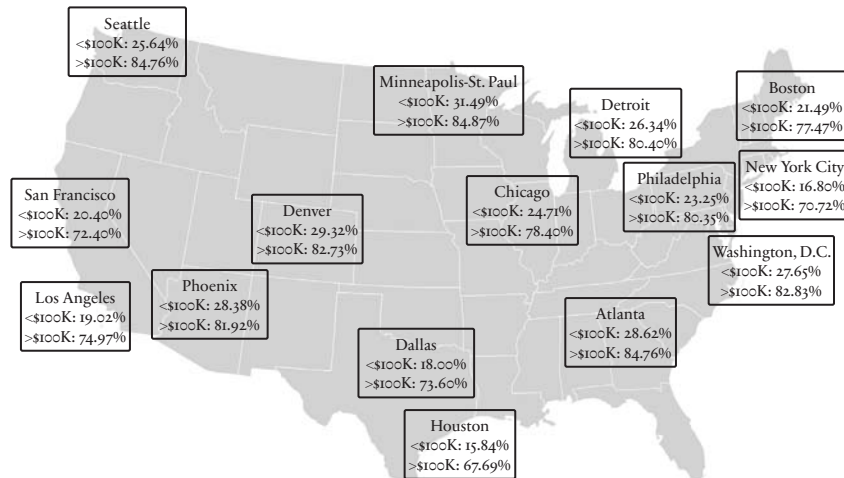 Seattle
<$100K: 25.64%
>$100K: 84.76%
Minneapolis-St. Paul
<$100K: 31.49%
>$100K: 84.87%
Detroit
<$100K: 26.34%
>$100K: 80.40%
Boston
<$100K: 21.49%
>$100K: 77.47%
New York City
<$100K: 16.80%
>$100K: 70.72%
Philadelphia
<$100K: 23.25%
>$100K: 80.35%
San Francisco
<$100K: 20.40%
>$100K: 72.40%
Denver
<$100K: 29.32%
>$100K: 82.73%
Chicago
<$100K: 24.71%
>$100K: 78.40%
Washington, D.C.
<$100K: 27.65%
>$100K: 82.83%
Los Angeles
<$100K: 19.02%
>$100K: 74.97%
Phoenix
<$100K: 28.38%
>$100K: 81.92%
Dallas
<$100K: 18.00%
>$100K: 73.60%
Atlanta
<$100K: 28.62%
>$100K: 84.76%
Houston
<$100K: 15.84%
>$100K: 67.69%